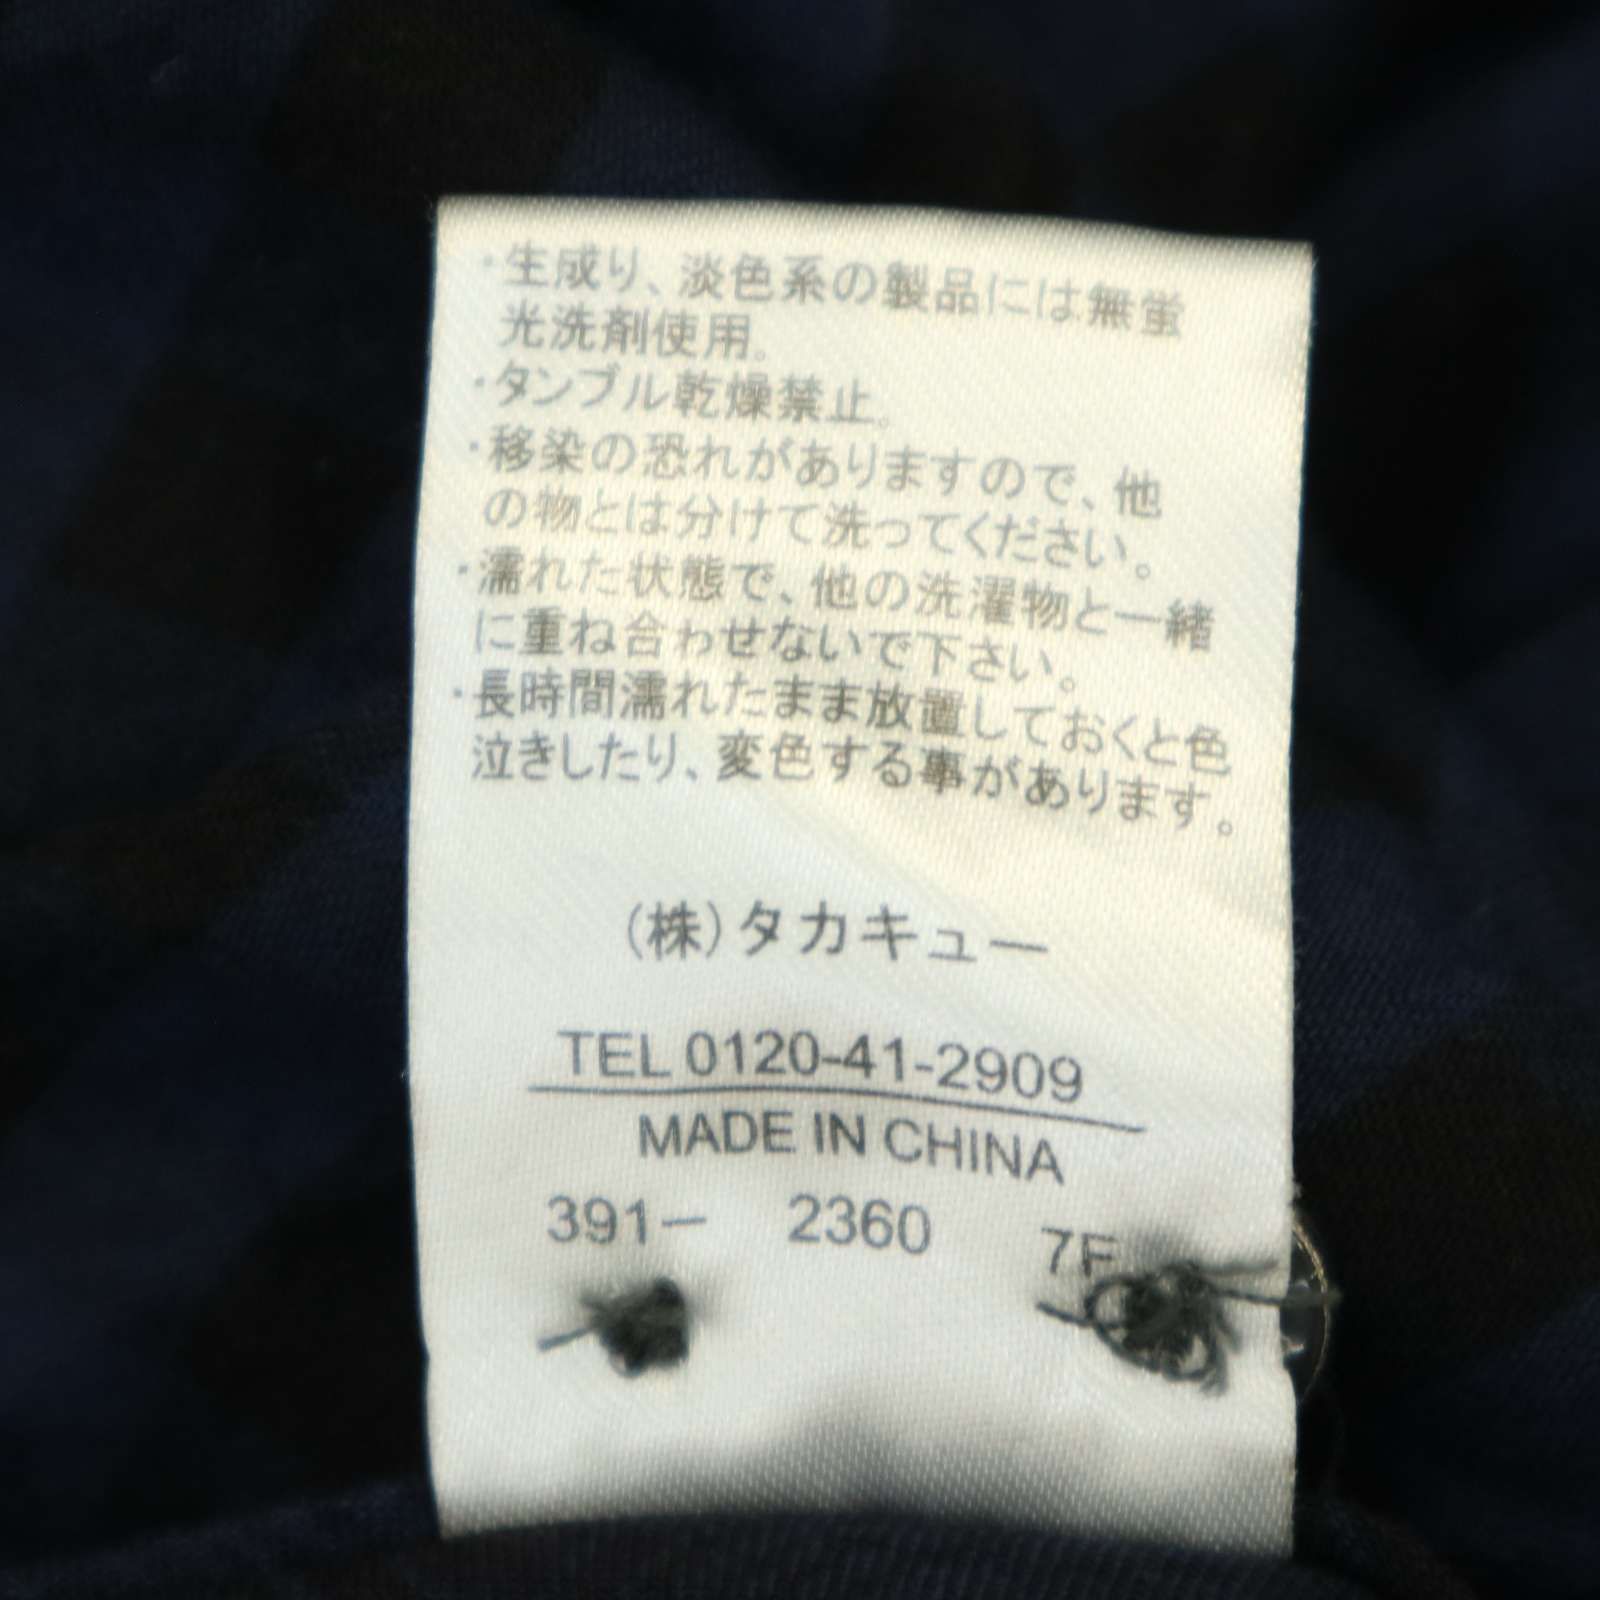 ・生成り、淡色系の製品には無蛍
光洗剤使用。
・タンブル乾燥禁止。
・移染の恐れがありますので、他
の物とは分けて洗ってください。
・濡れた状態で、他の洗濯物と一緒
に重ね合わせないで下さい。
・長時間濡れたまま放置しておくと色
泣きしたり、変色する事があります。
(株)タカキュー
TEL 0120-41-2909
MADE IN CHINA
391- 2360 7F